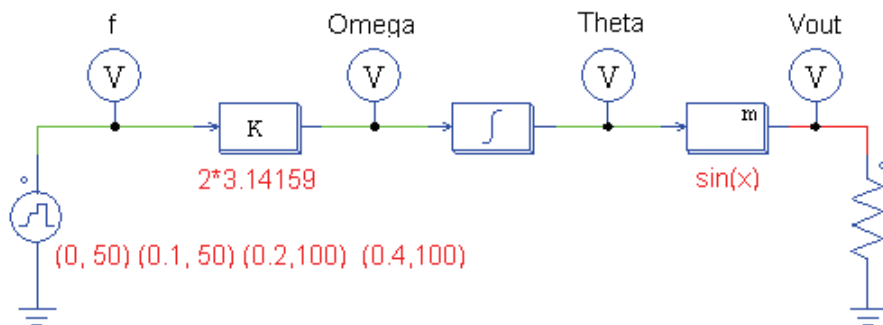 f Omega Theta Vout
V V V V
K ∫ m
2*3.14159 sin(x)
(0, 50) (0.1, 50) (0.2,100) (0.4,100)